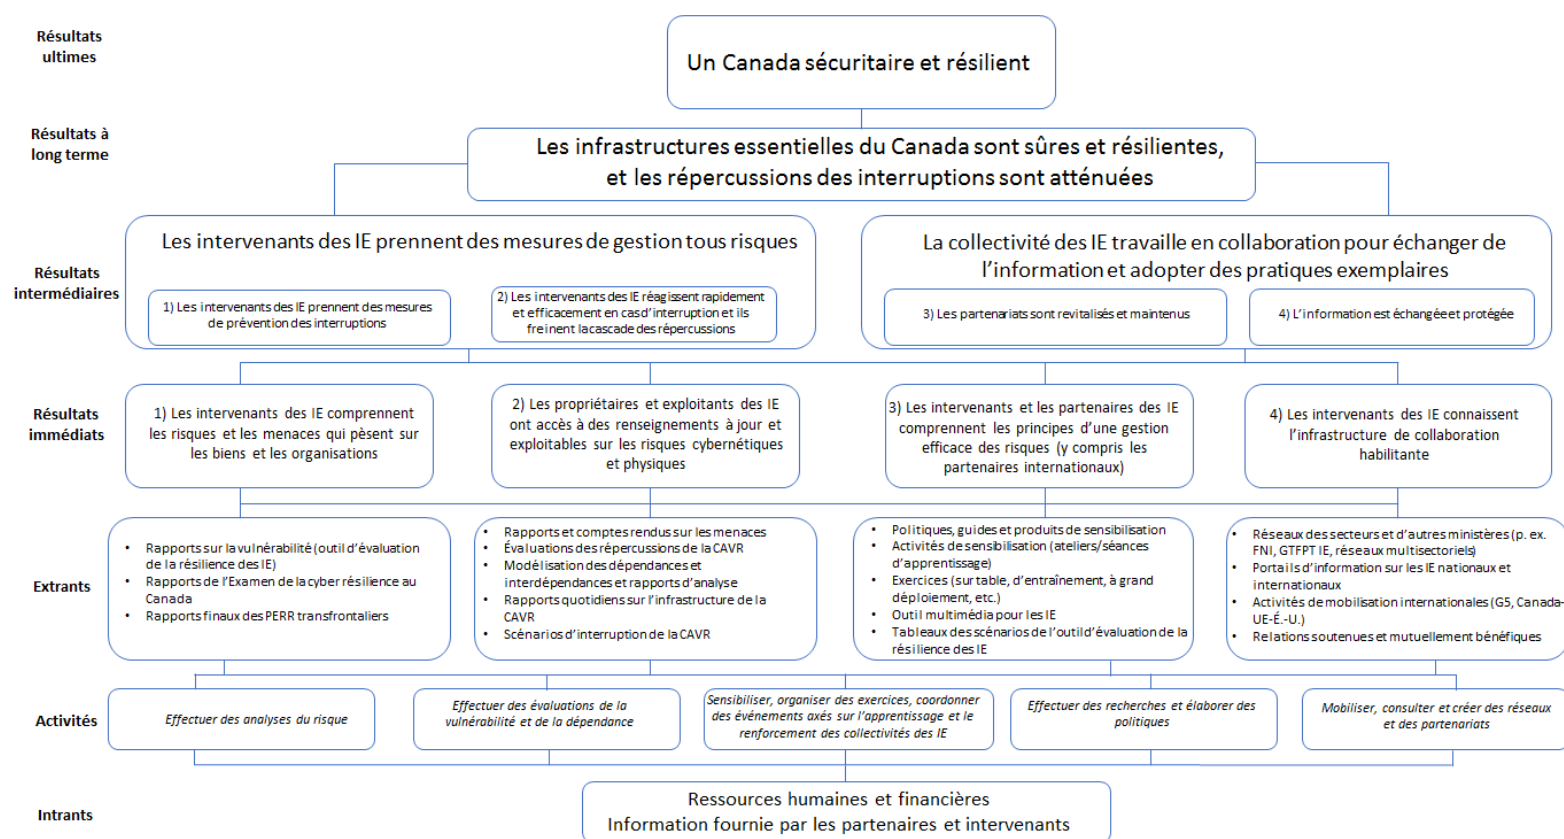 Résultats
ultimes
Un Canada sécuritaire et résilient
Résultats à
long terme
Les infrastructures essentielles du Canada sont sûres et résilientes,
et les répercussions des interruptions sont atténuées
Résultats
intermédiaires
Les intervenants des IE prennent des mesures de gestion tous risques
1) Les intervenants des IE prennent des mesures
de prévention des interruptions
2) Les intervenants des IE réagissent rapidement
et efficacement en cas d'interruption et ils
freinent la cascade des répercussions
La collectivité des IE travaille en collaboration pour échanger de
l'information et adopter des pratiques exemplaires
3) Les partenariats sont revitalisés et maintenus
4) L'information est échangée et protégée
Résultats
immédiats
1) Les intervenants des IE comprennent
les risques et les menaces qui pèsent sur
les biens et les organisations
2) Les propriétaires et exploitants des IE
ont accès à des renseignements à jour et
exploitables sur les risques cybernétiques
et physiques
3) Les intervenants et les partenaires des IE
comprennent les principes d'une gestion
efficace des risques (y compris les
partenaires internationaux)
4) Les intervenants des IE connaissent
l'infrastructure de collaboration
habilitante
Extrants
• Rapports sur la vulnérabilité (outil d'évaluation
de la résilience des IE)
• Rapports de l'Examen de la cyber résilience au
Canada
• Rapports finaux des PERR transfrontaliers
• Rapports et comptes rendus sur les menaces
• Évaluations des répercussions de la CAVR
• Modélisation des dépendances et
interdépendances et rapports d'analyse
• Rapports quotidiens sur l'infrastructure de la
CAVR
• Scénarios d'interruption de la CAVR
• Politiques, guides et produits de sensibilisation
• Activités de sensibilisation (ateliers/séances
d'apprentissage)
• Exercices (sur table, d'entraînement, à grand
déploiement, etc.)
• Outil multimédia pour les IE
• Tableaux des scénarios de l'outil d'évaluation de la
résilience des IE
• Réseaux des secteurs et d'autres ministères (p. ex.
FNI, GTFPT IE, réseaux multisectoriels)
• Portails d'information sur les IE nationaux et
internationaux
• Activités de mobilisation internationales (G5, Canada-
UE-É.-U.)
• Relations soutenues et mutuellement bénéfiques
Activités
Effectuer des analyses du risque
Effectuer des évaluations de la
vulnérabilité et de la dépendance
Sensibiliser, organiser des exercices, coordonner
des événements axés sur l'apprentissage et le
renforcement des collectivités des IE
Effectuer des recherches et élaborer des
politiques
Mobiliser, consulter et créer des réseaux
et des partenariats
Intrants
Ressources humaines et financières
Information fournie par les partenaires et intervenants